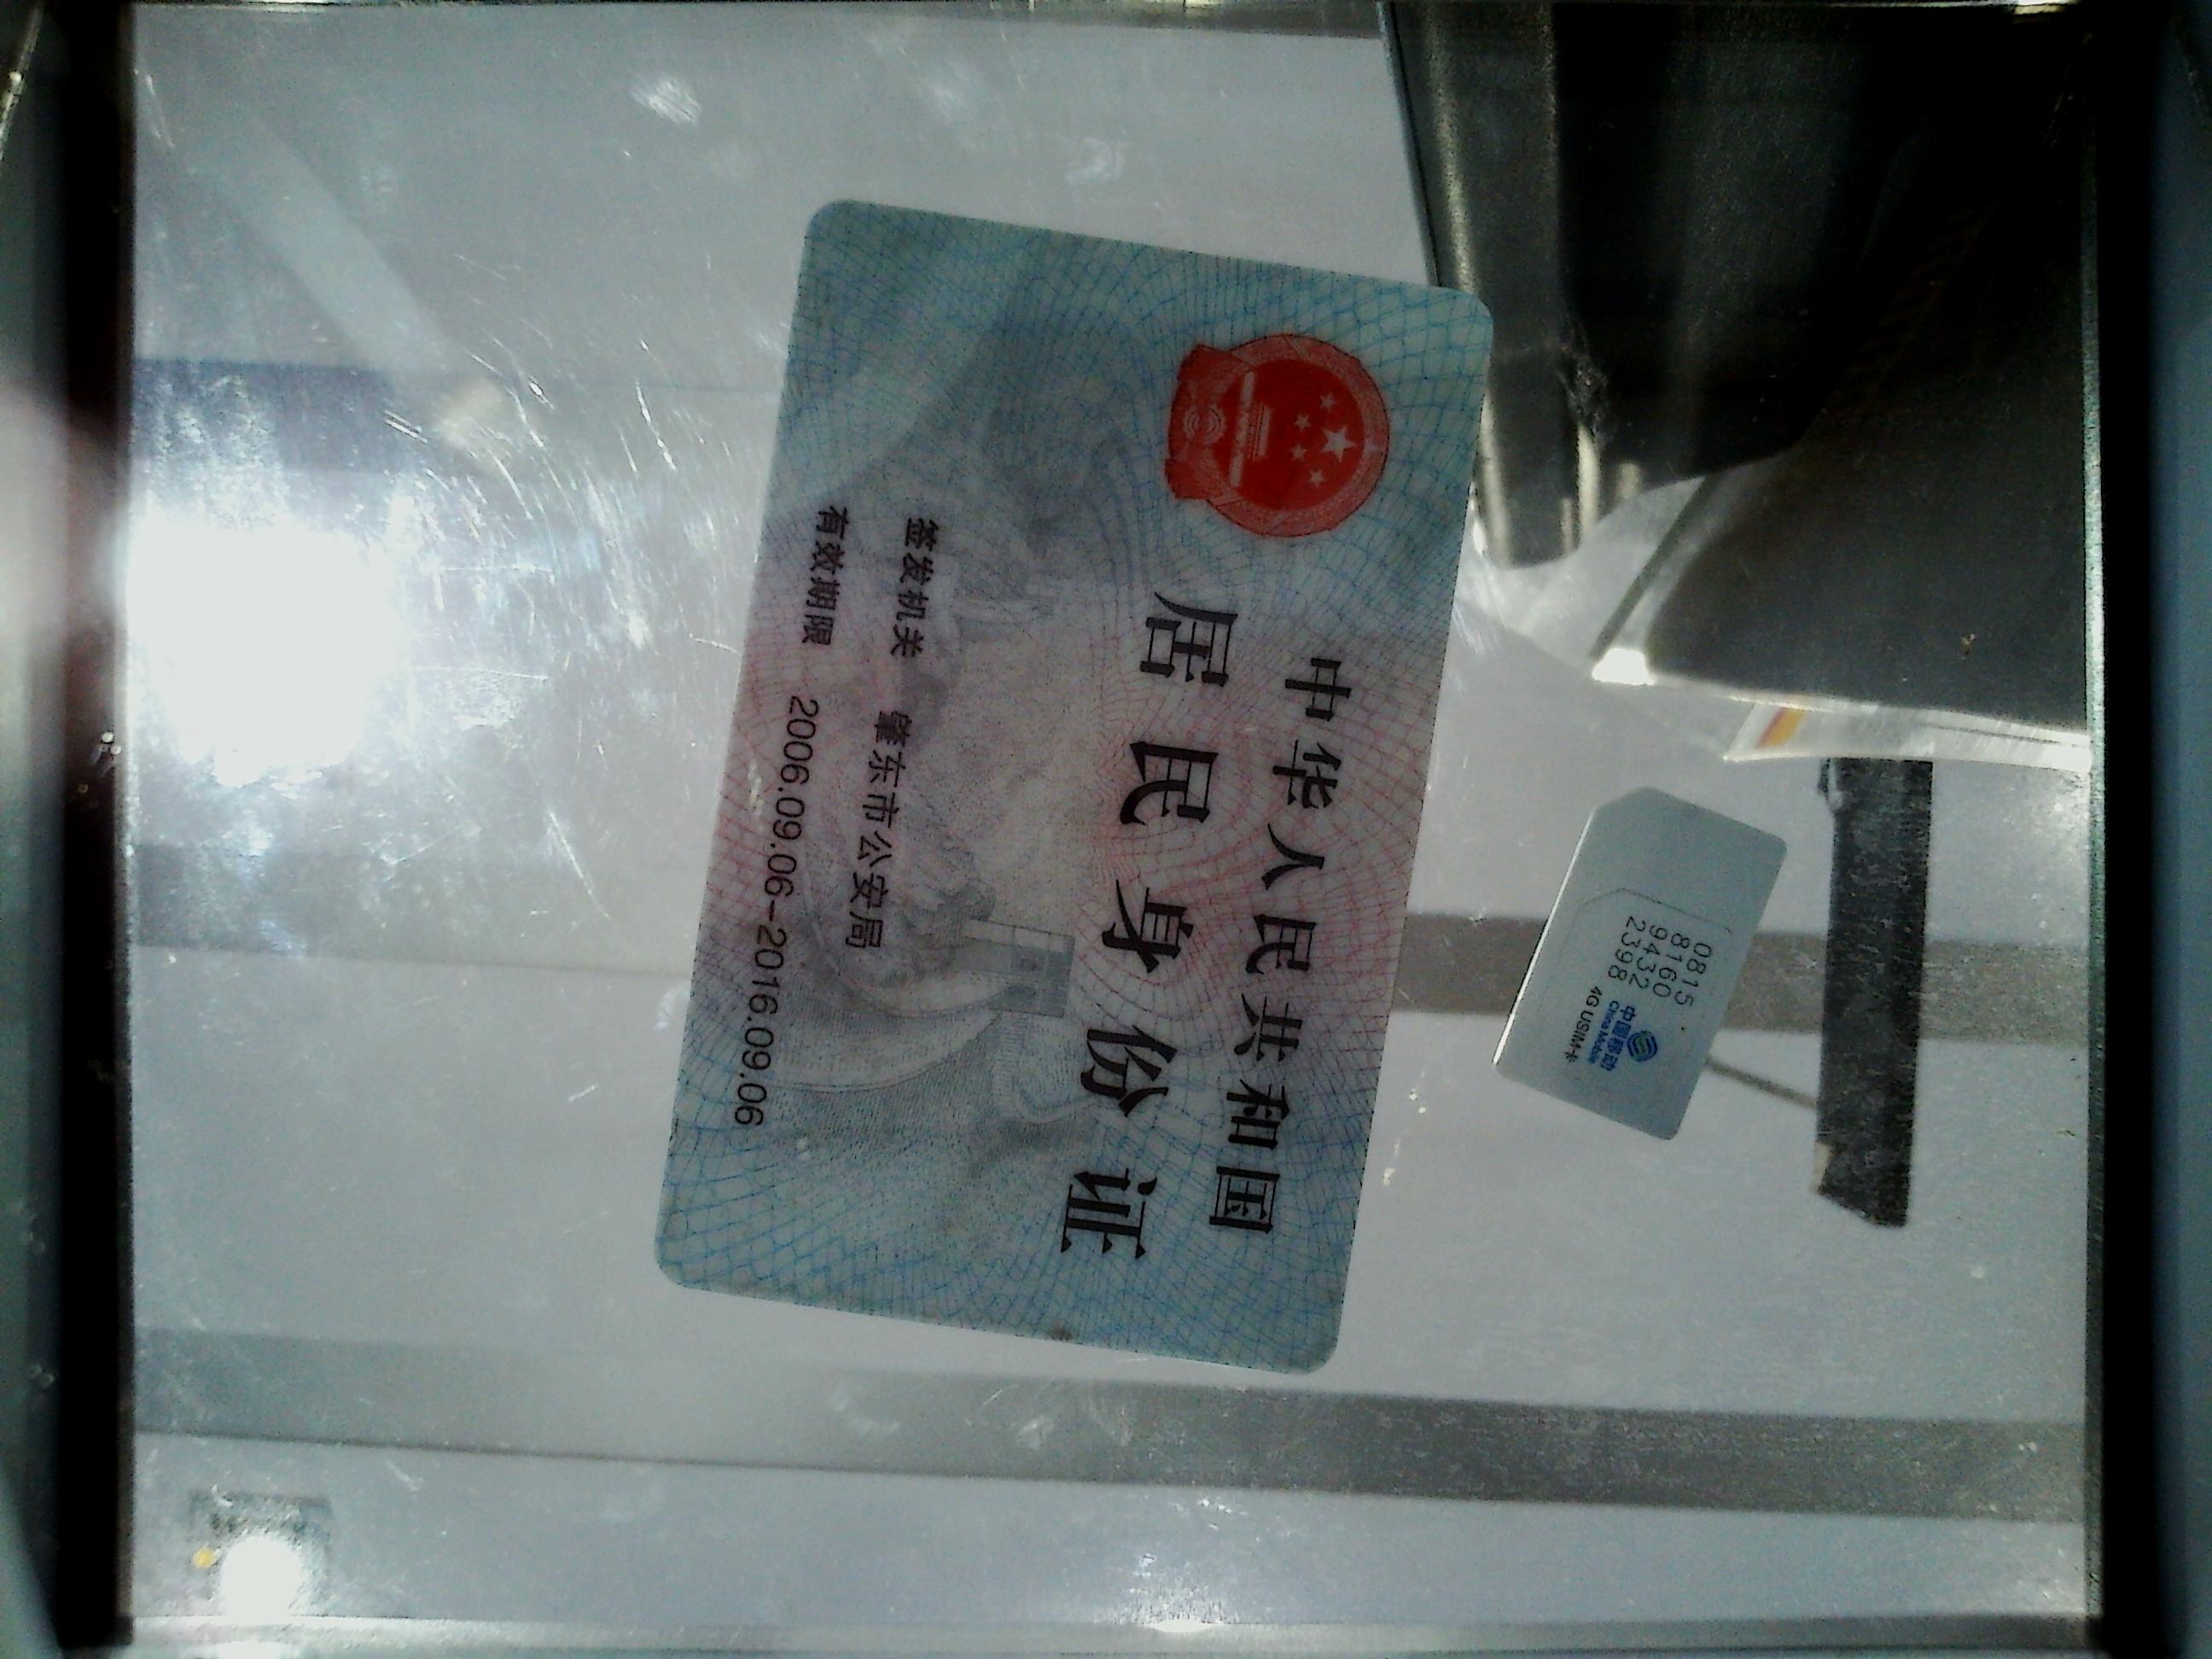 中华人民共和国
居民身份证
签发机关 肇东市公安局
有效期限 2006.09.06-2016.09.06
0815
8160
9432
2398
中国移动
China Mobile
4G USIM卡